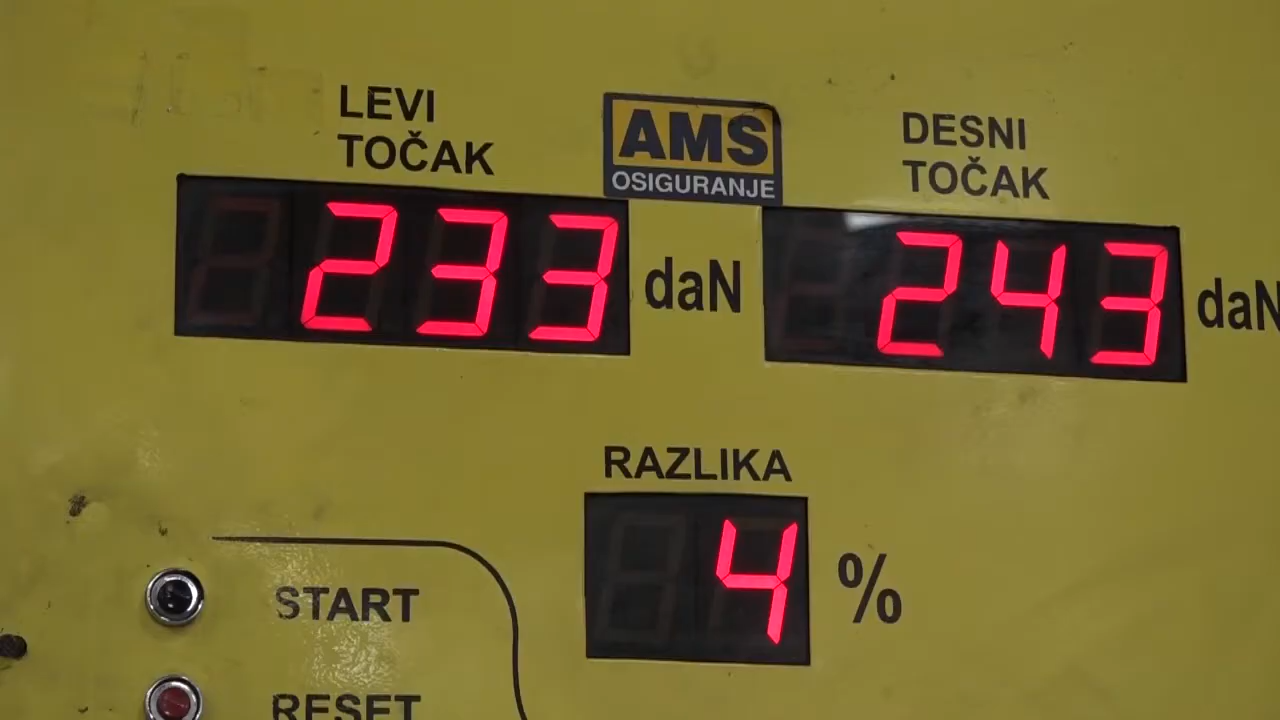 LEVI
TOČAK
AMS
OSIGURANJE
DESNI
TOČAK
233 daN
243 daN
RAZLIKA
4 %
START
RESET